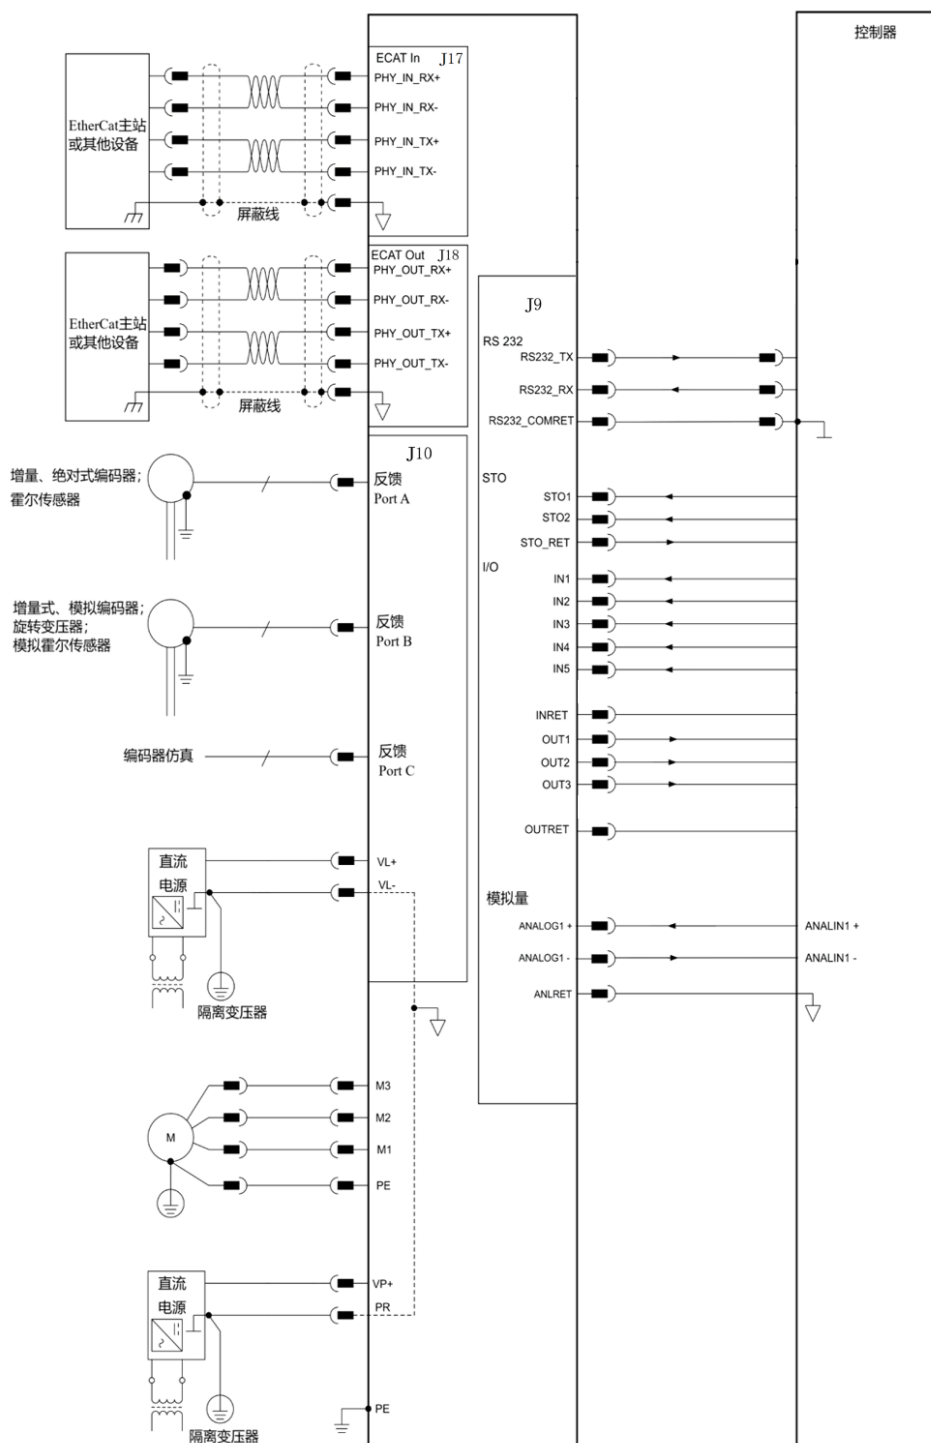 控制器
ECAT In J17
PHY_IN_RX+
PHY_IN_RX-
PHY_IN_TX+
PHY_IN_TX-
EtherCat主站
或其他设备
屏蔽线
ECAT Out J18
PHY_OUT_RX+
PHY_OUT_RX-
PHY_OUT_TX+
PHY_OUT_TX-
EtherCat主站
或其他设备
屏蔽线
J10
增量、绝对式编码器；
霍尔传感器
反馈
Port A
增量式、模拟编码器；
旋转变压器；
模拟霍尔传感器
反馈
Port B
编码器仿真
反馈
Port C
直流
电源
VL+
VL-
隔离变压器
M
M3
M2
M1
PE
直流
电源
VP+
PR
隔离变压器
PE
J9
RS 232
RS232_TX
RS232_RX
RS232_COMRET
STO
STO1
STO2
STO_RET
I/O
IN1
IN2
IN3
IN4
IN5
INRET
OUT1
OUT2
OUT3
OUTRET
模拟量
ANALOG1 +
ANALOG1 -
ANLRET
ANALIN1 +
ANALIN1 -